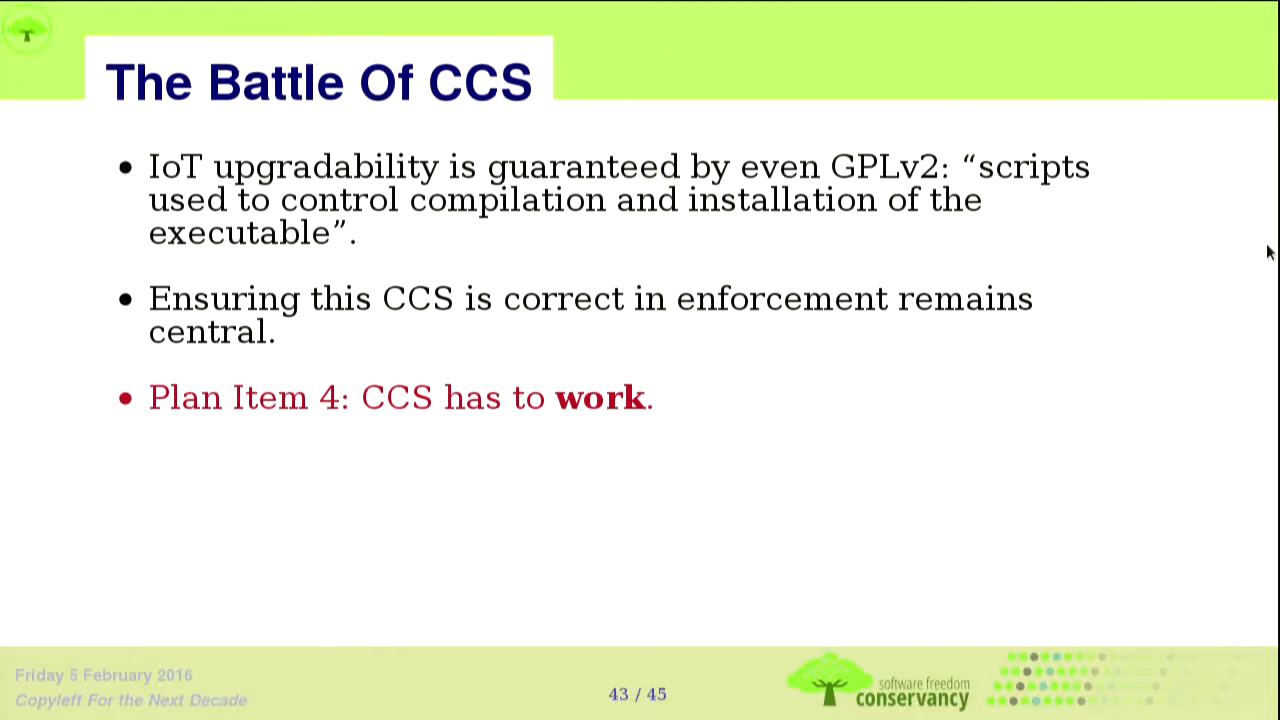 The Battle Of CCS
• IoT upgradability is guaranteed by even GPLv2: “scripts
used to control compilation and installation of the
executable”.
• Ensuring this CCS is correct in enforcement remains
central.
• Plan Item 4: CCS has to work.
Friday 5 February 2016
Copyleft For the Next Decade
43 / 45
software freedom
conservancy